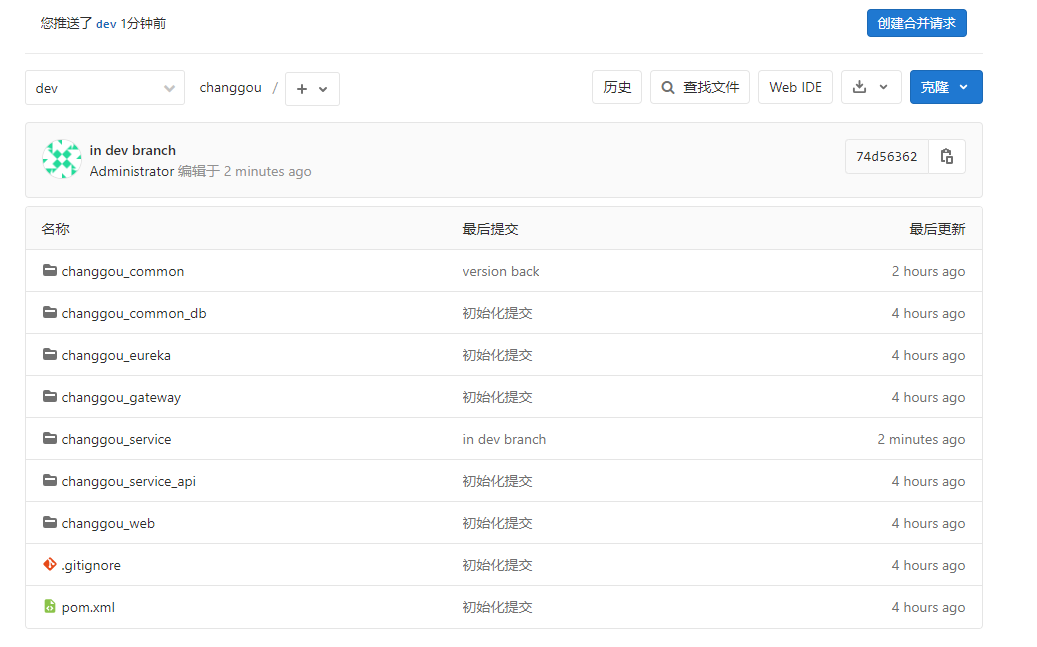 您推送了 dev 1分钟前 创建合并请求
dev changgou / + 历史 查找文件 Web IDE 克隆
in dev branch
Administrator 编辑于 2 minutes ago 74d56362
名称 最后提交 最后更新
changgou_common version back 2 hours ago
changgou_common_db 初始化提交 4 hours ago
changgou_eureka 初始化提交 4 hours ago
changgou_gateway 初始化提交 4 hours ago
changgou_service in dev branch 2 minutes ago
changgou_service_api 初始化提交 4 hours ago
changgou_web 初始化提交 4 hours ago
.gitignore 初始化提交 4 hours ago
pom.xml 初始化提交 4 hours ago